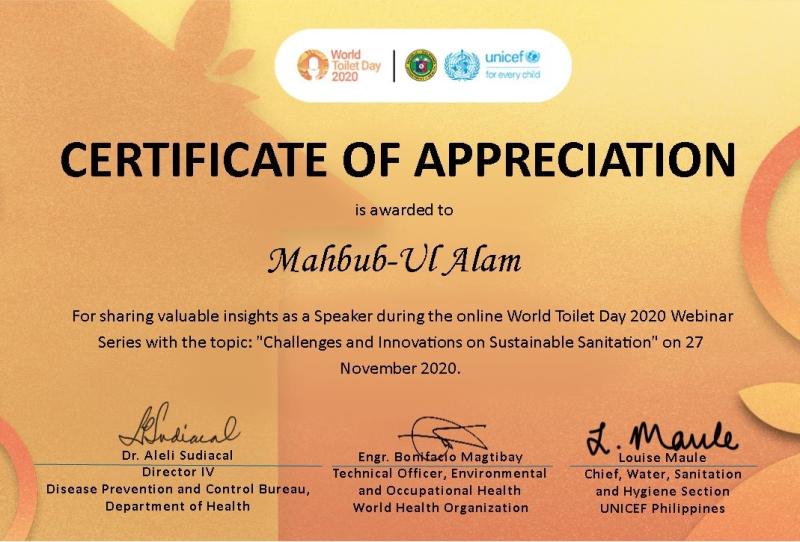 World
Toilet Day
2020
unicef
for every child
CERTIFICATE OF APPRECIATION
is awarded to
Mahbub-Ul Alam
For sharing valuable insights as a Speaker during the online World Toilet Day 2020 Webinar
Series with the topic: "Challenges and Innovations on Sustainable Sanitation" on 27
November 2020.
L. Maule
Dr. Aleli Sudiacal
Director IV
Disease Prevention and Control Bureau,
Department of Health
Engr. Bonifacio Magtibay
Technical Officer, Environmental
and Occupational Health
World Health Organization
Louise Maule
Chief, Water, Sanitation
and Hygiene Section
UNICEF Philippines